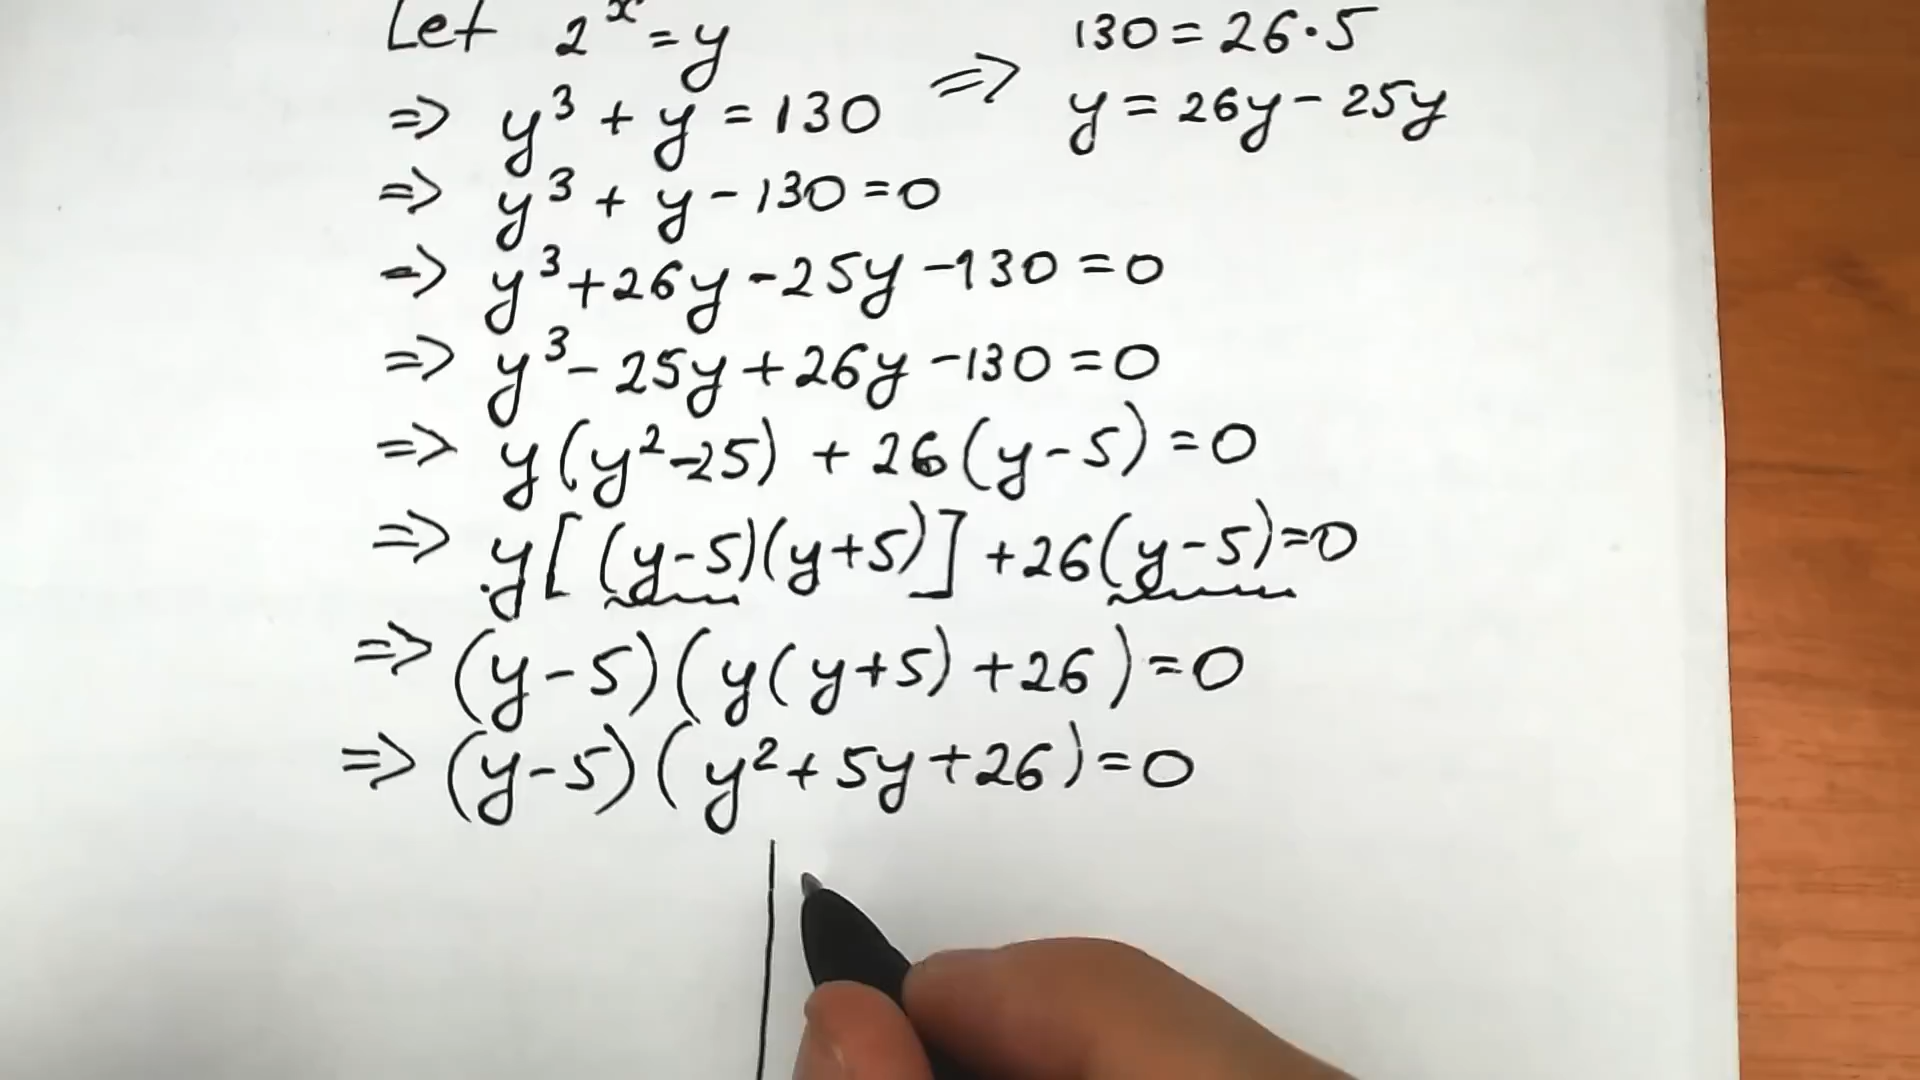 Let 2^x = y
=> y³ + y = 130 =>
130 = 26·5
y = 26y - 25y
=> y³ + y - 130 = 0
=> y³ + 26y - 25y - 130 = 0
=> y³ - 25y + 26y - 130 = 0
=> y(y² - 25) + 26(y - 5) = 0
=> y[(y-5)(y+5)] + 26(y-5) = 0
=> (y-5)(y(y+5) + 26) = 0
=> (y-5)(y² + 5y + 26) = 0